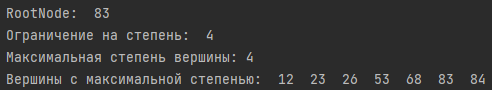 RootNode:  83
Ограничение на степень:  4
Максимальная степень вершины: 4
Вершины с максимальной степенью:  12  23  26  53  68  83  84